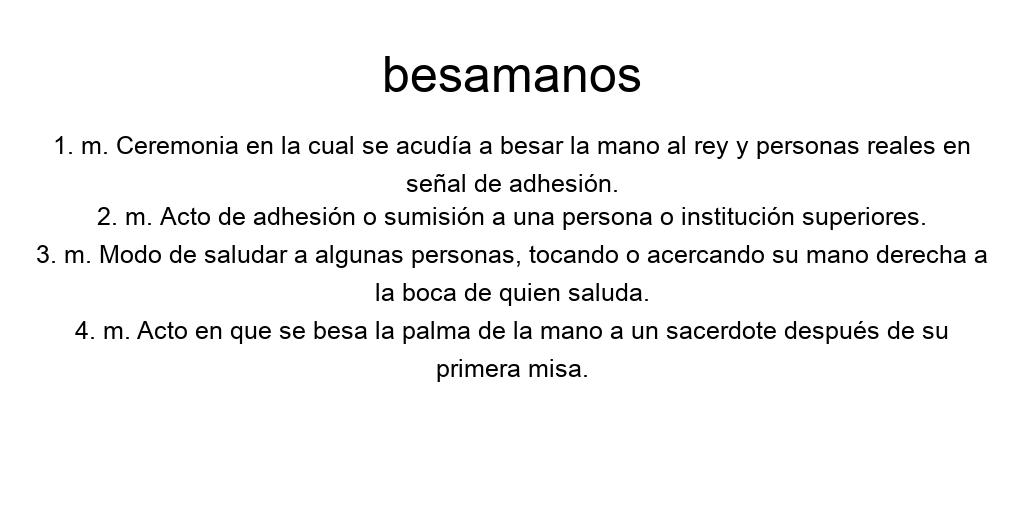 besamanos
1. m. Ceremonia en la cual se acudía a besar la mano al rey y personas reales en
señal de adhesión.
2. m. Acto de adhesión o sumisión a una persona o institución superiores.
3. m. Modo de saludar a algunas personas, tocando o acercando su mano derecha a
la boca de quien saluda.
4. m. Acto en que se besa la palma de la mano a un sacerdote después de su
primera misa.